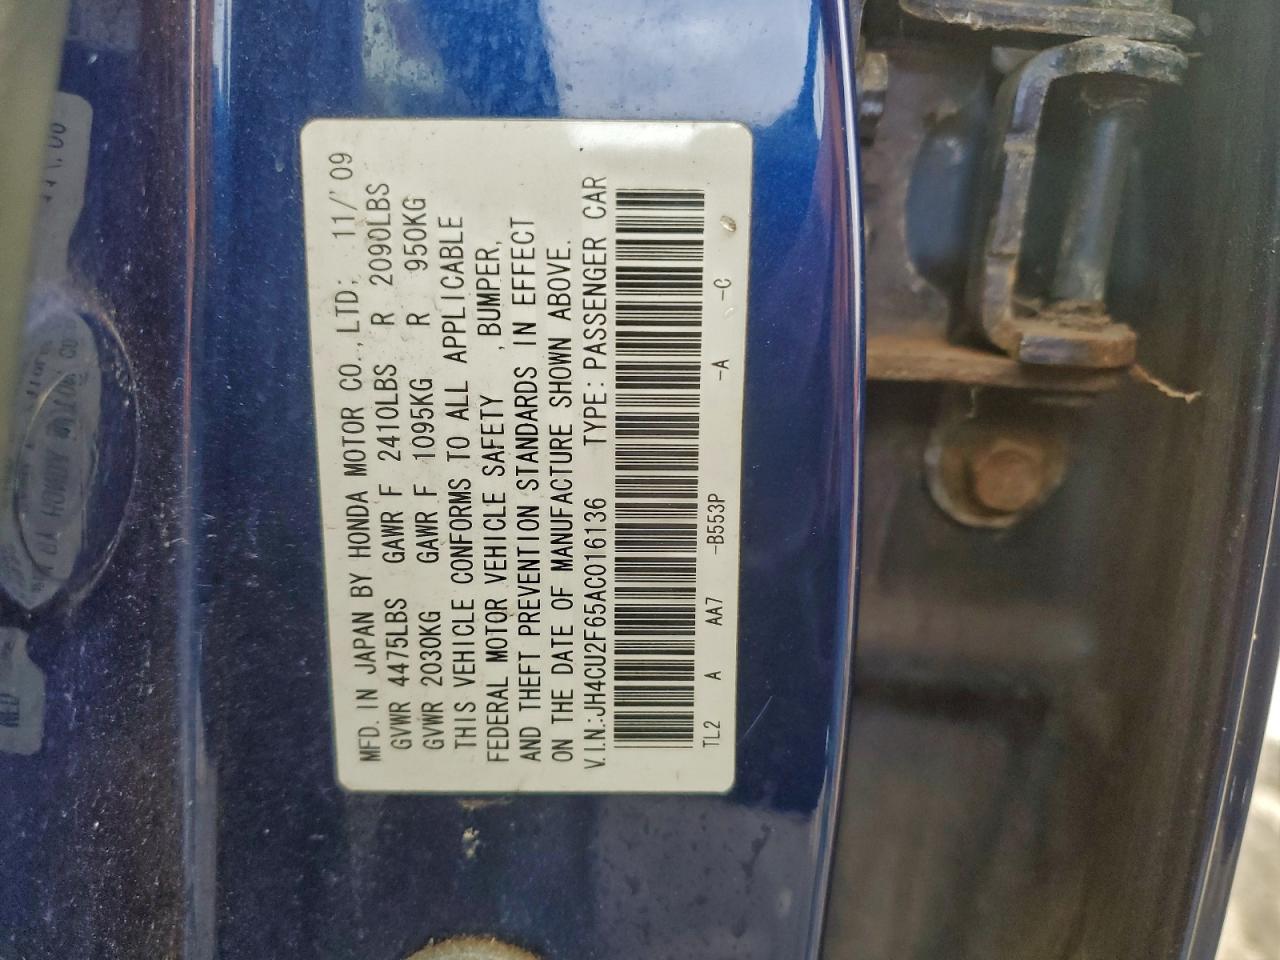 MFD. IN JAPAN BY HONDA MOTOR CO., LTD; 11/'09
GVWR 4475LBS GAWR F 2410LBS R 2090LBS
GVWR 2030KG GAWR F 1095KG R 950KG
THIS VEHICLE CONFORMS TO ALL APPLICABLE
FEDERAL MOTOR VEHICLE SAFETY , BUMPER,
AND THEFT PREVENTION STANDARDS IN EFFECT
ON THE DATE OF MANUFACTURE SHOWN ABOVE.
V.I.N.:JH4CU2F65AC016136 TYPE: PASSENGER CAR
TL2 A AA7 -B553P -A -C